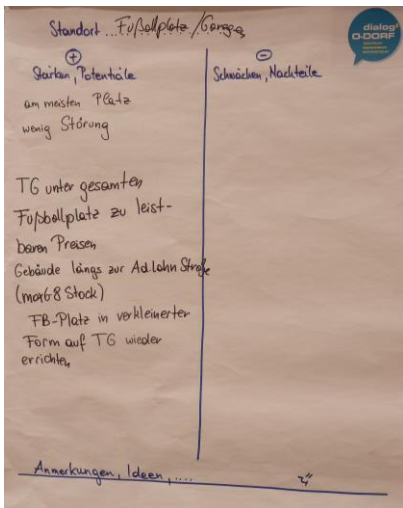 Standort ... Fußballplatz / Garage
dialog!
O-DORF
⊕
Stärken, Potentiale
⊖
Schwächen, Nachteile
am meisten Platz
wenig Störung
TG unter gesamten
Fußballplatz zu leist-
baren Preisen
Gebäude längs zur Ad.Lohn Straße
(max 6-8 Stock)
FB-Platz in verkleinerter
Form auf TG wieder
errichten
Anmerkungen, Ideen, ....